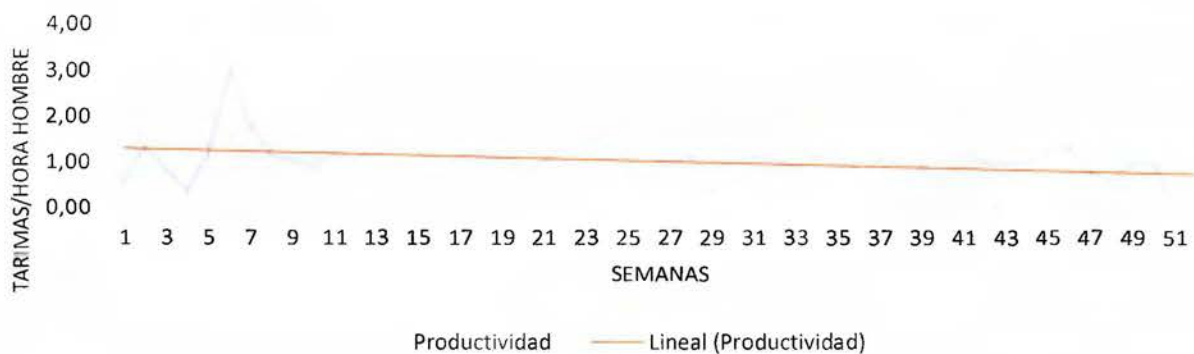 TARIMAS/HORA HOMBRE
4,00
3,00
2,00
1,00
0,00
1 3 5 7 9 11 13 15 17 19 21 23 25 27 29 31 33 35 37 39 41 43 45 47 49 51
SEMANAS
Productividad Lineal (Productividad)